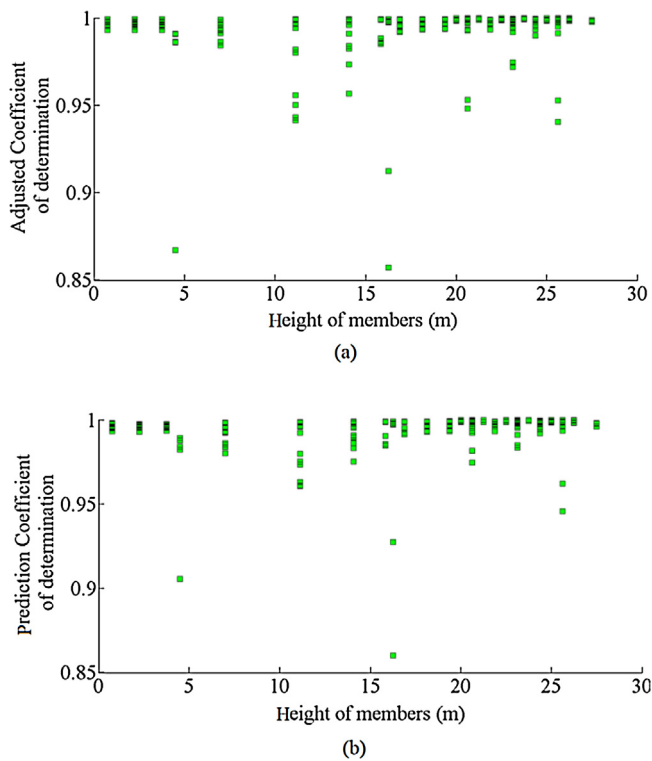 1
0.95
0.9
0.85
Adjusted Coefficient
of determination
0 5 10 15 20 25 30
Height of members (m)
(a)
1
0.95
0.9
0.85
Prediction Coefficient
of determination
0 5 10 15 20 25 30
Height of members (m)
(b)